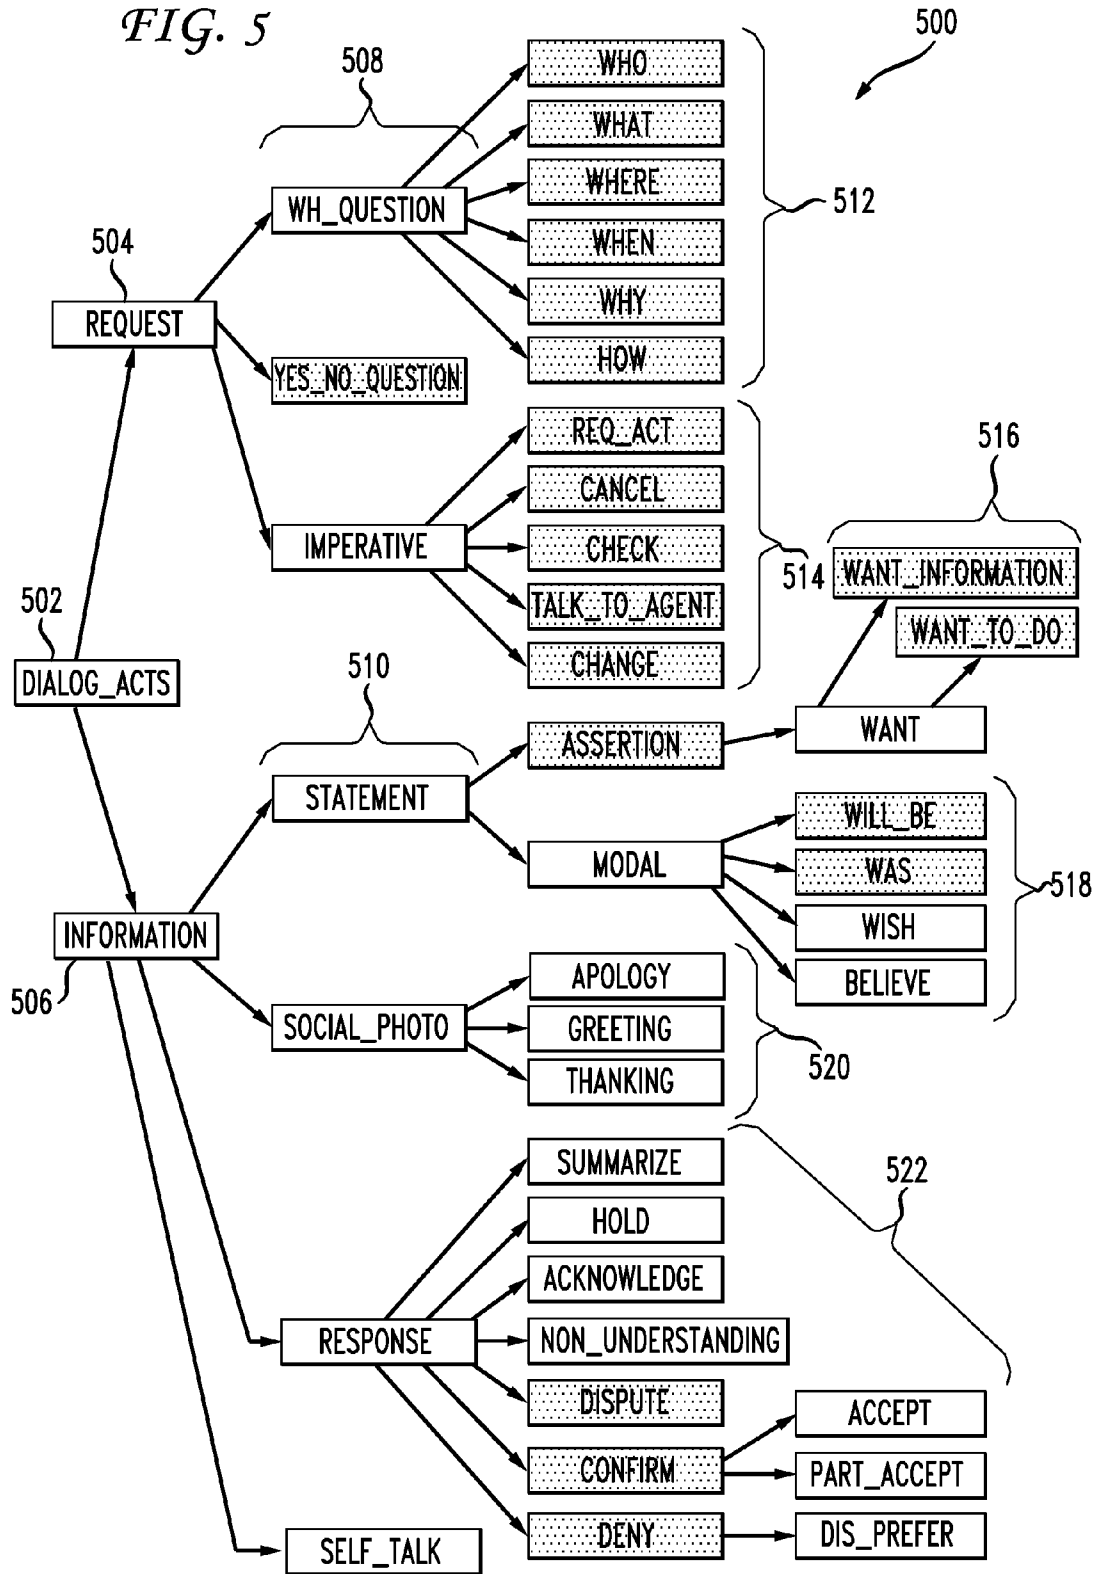 FIG. 5
500
508
WHO
WHAT
WHERE
WHEN
WHY
HOW
512
WH_QUESTION
504
REQUEST
YES_NO_QUESTION
REQ_ACT
CANCEL
CHECK
TALK_TO_AGENT
CHANGE
514
IMPERATIVE
516
WANT_INFORMATION
WANT_TO_DO
WANT
502
DIALOG_ACTS
510
STATEMENT
ASSERTION
MODAL
WILL_BE
WAS
WISH
BELIEVE
518
INFORMATION
506
SOCIAL_PHOTO
APOLOGY
GREETING
THANKING
520
522
SUMMARIZE
HOLD
ACKNOWLEDGE
RESPONSE
NON_UNDERSTANDING
DISPUTE
CONFIRM
DENY
ACCEPT
PART_ACCEPT
DIS_PREFER
SELF_TALK